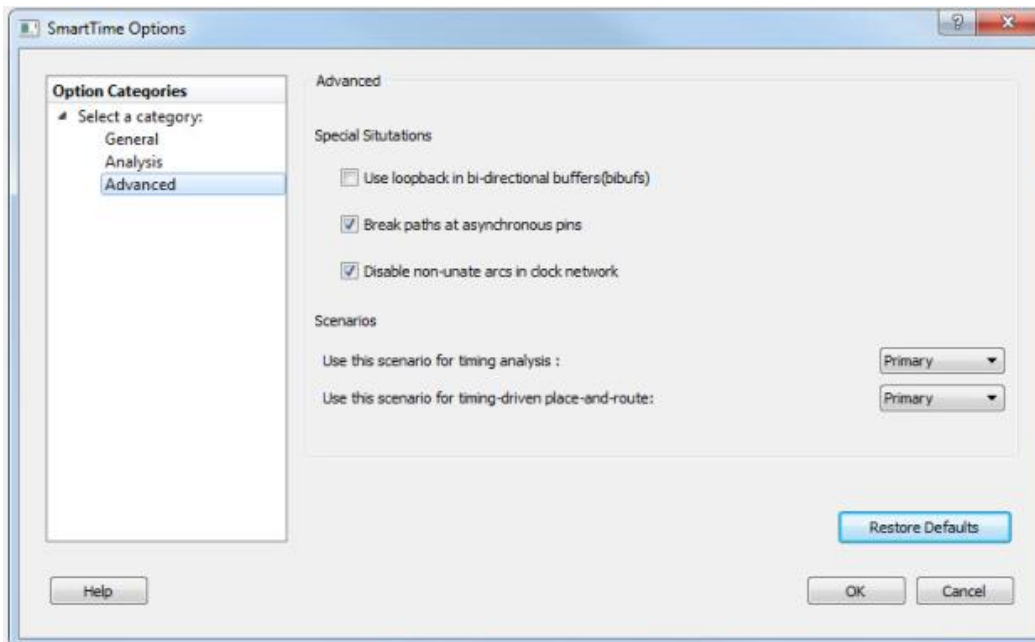 SmartTime Options
Option Categories
Select a category:
General
Analysis
Advanced
Advanced
Special Situtations
Use loopback in bi-directional buffers(bibufs)
Break paths at asynchronous pins
Disable non-unate arcs in clock network
Scenarios
Use this scenario for timing analysis :
Primary
Use this scenario for timing-driven place-and-route:
Primary
Restore Defaults
Help
OK
Cancel